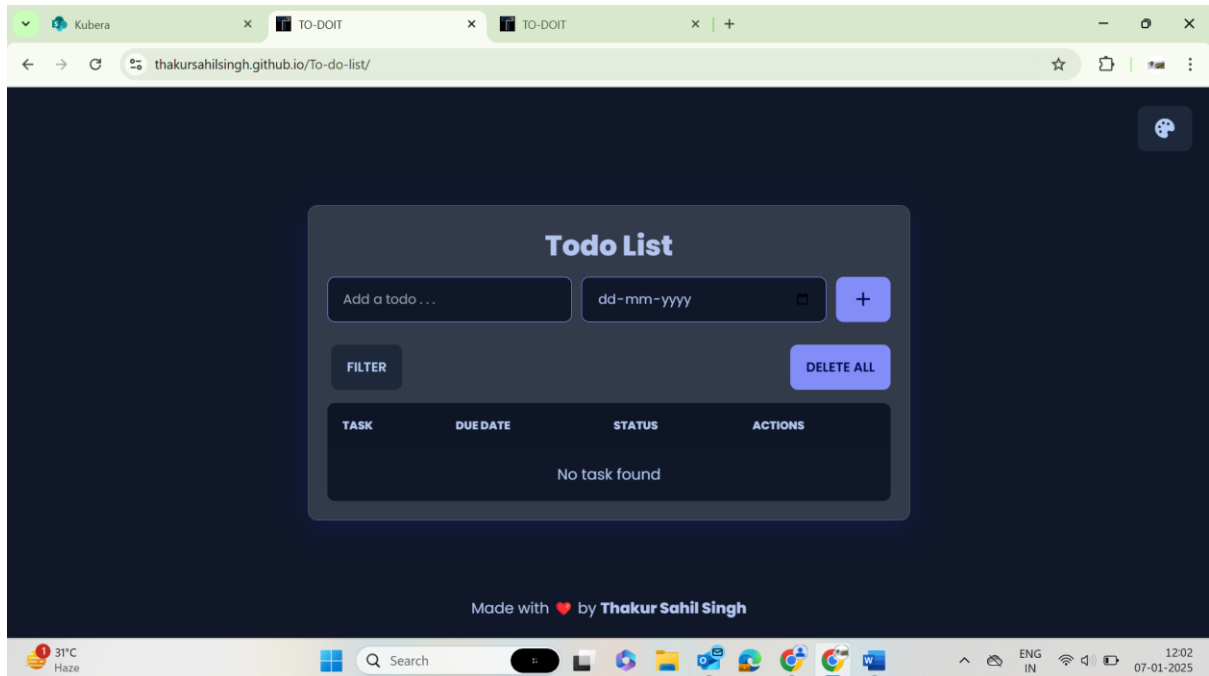 Kubera
TO-DOIT
TO-DOIT
thakursahilsingh.github.io/To-do-list/
Todo List
Add a todo . . .
dd-mm-yyyy
+
FILTER
DELETE ALL
TASK DUE DATE STATUS ACTIONS
No task found
Made with ❤️ by Thakur Sahil Singh
1
31°C
Haze
Search
ENG
IN
12:02
07-01-2025